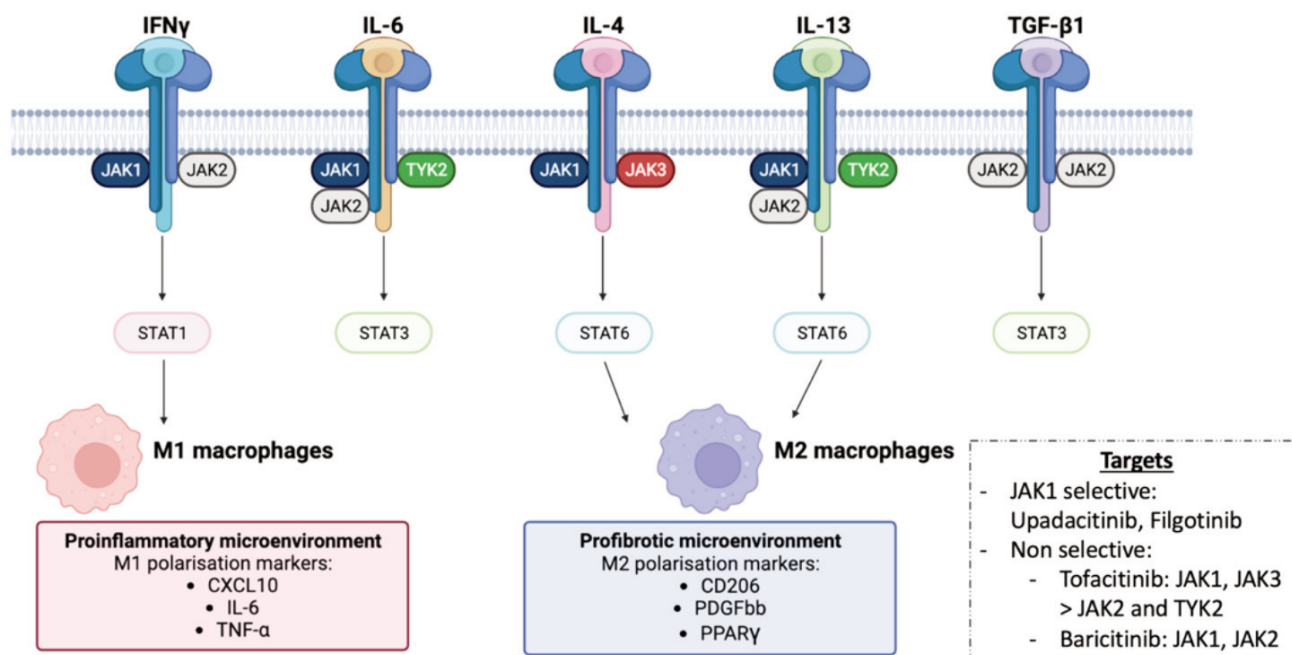 IFNγ
IL-6
IL-4
IL-13
TGF-β1
JAK1
JAK2
JAK1
TYK2
JAK2
JAK1
JAK3
JAK1
TYK2
JAK2
JAK2
JAK2
STAT1
STAT3
STAT6
STAT6
STAT3
M1 macrophages
M2 macrophages
Proinflammatory microenvironment
M1 polarisation markers:
• CXCL10
• IL-6
• TNF-α
Profibrotic microenvironment
M2 polarisation markers:
• CD206
• PDGFbb
• PPARγ
Targets
- JAK1 selective:
Upadacitinib, Filgotinib
- Non selective:
- Tofacitinib: JAK1, JAK3
> JAK2 and TYK2
- Baricitinib: JAK1, JAK2